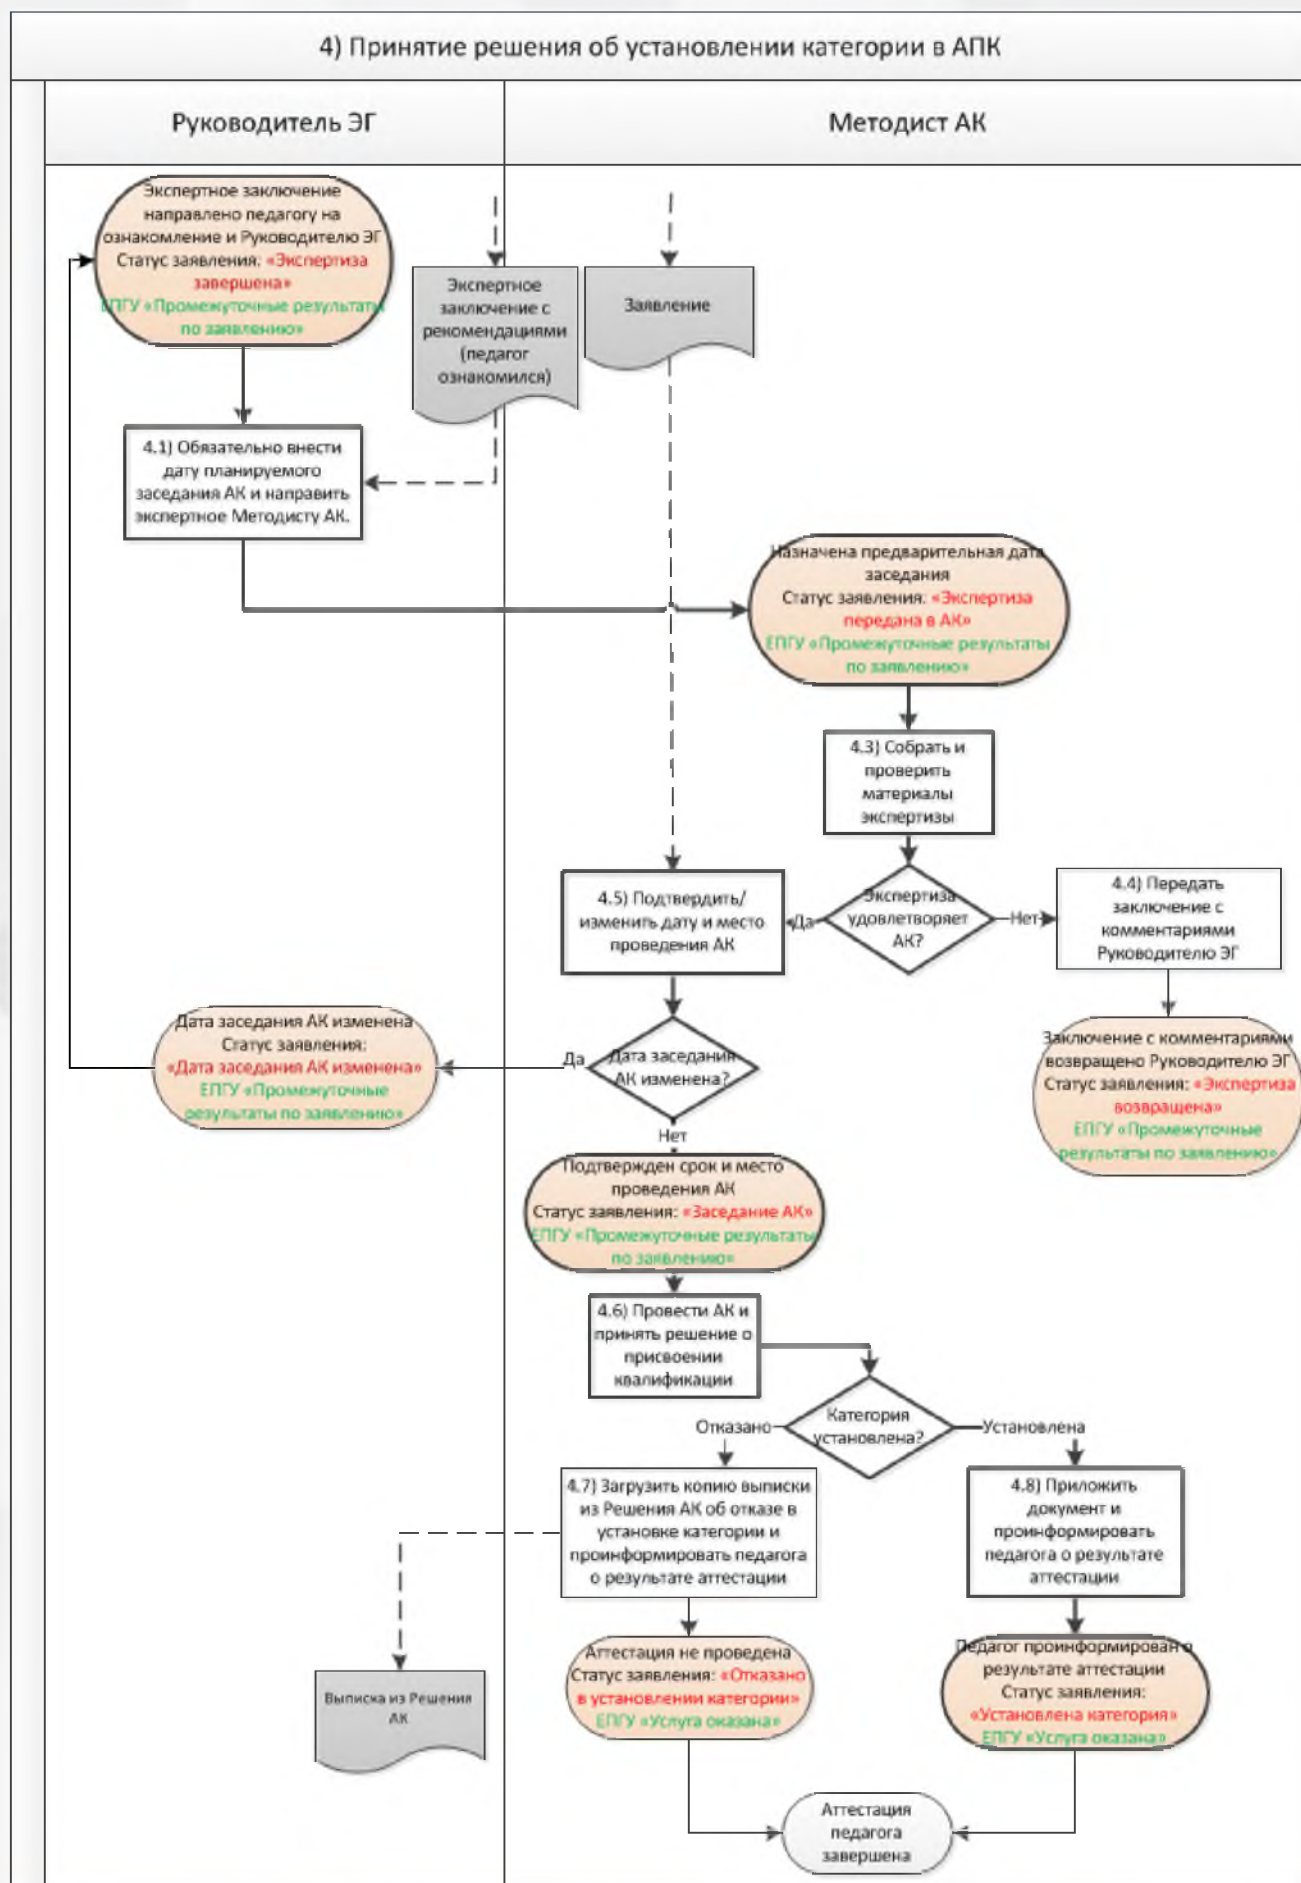 4) Принятие решения об установлении категории в АПК
Руководитель ЭГ
Методист АК
Экспертное заключение
направлено педагогу на
ознакомление и Руководителю ЭГ
Статус заявления: «Экспертиза
завершена»
ЕПГУ «Промежуточные результаты
по заявлению»
Экспертное
заключение с
рекомендациями
(педагог
ознакомился)
Заявление
4.1) Обязательно внести
дату планируемого
заседания АК и направить
экспертное Методисту АК.
Назначена предварительная дата
заседания
Статус заявления: «Экспертиза
передана в АК»
ЕПГУ «Промежуточные результаты
по заявлению»
4.3) Собрать и
проверить
материалы
экспертизы
Экспертиза
удовлетворяет
АК?
Да
Нет
4.4) Передать
заключение с
комментариями
Руководителю ЭГ
4.5) Подтвердить/
изменить дату и место
проведения АК
Заключение с комментариями
возвращено Руководителю ЭГ
Статус заявления: «Экспертиза
возвращена»
ЕПГУ «Промежуточные
результаты по заявлению»
Дата заседания
АК изменена?
Да
Нет
Дата заседания АК изменена
Статус заявления:
«Дата заседания АК изменена»
ЕПГУ «Промежуточные
результаты по заявлению»
Подтвержден срок и место
проведения АК
Статус заявления: «Заседание АК»
ЕПГУ «Промежуточные результаты
по заявлению»
4.6) Провести АК и
принять решение о
присвоении
квалификации
Категория
установлена?
Отказано
Установлена
4.7) Загрузить копию выписки
из Решения АК об отказе в
установке категории и
проинформировать педагога
о результате аттестации
4.8) Приложить
документ и
проинформировать
педагога о результате
аттестации
Выписка из Решения
АК
Аттестация не проведена
Статус заявления: «Отказано
в установлении категории»
ЕПГУ «Услуга оказана»
Педагог проинформирован о
результате аттестации
Статус заявления:
«Установлена категория»
ЕПГУ «Услуга оказана»
Аттестация
педагога
завершена